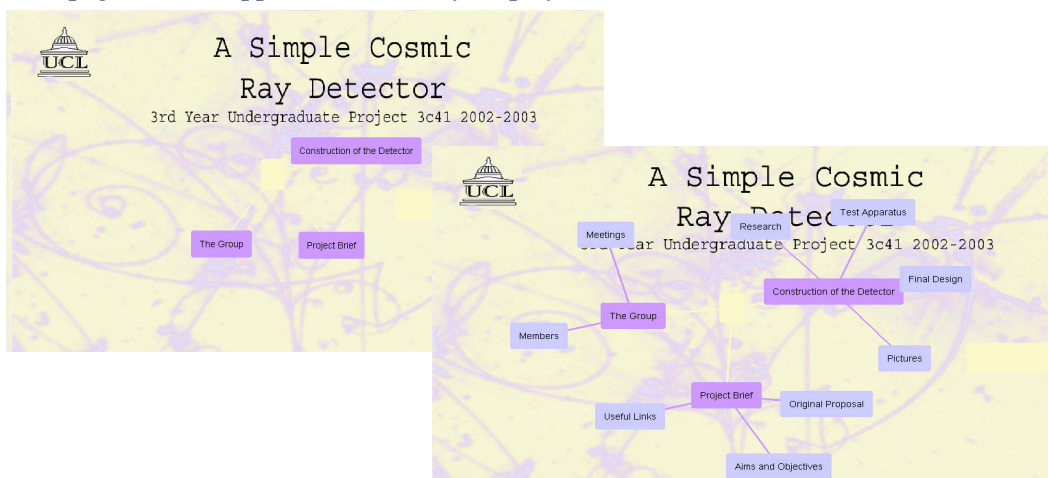 UCL
A Simple Cosmic
Ray Detector
3rd Year Undergraduate Project 3c41 2002-2003
Construction of the Detector
The Group
Project Brief
UCL
A Simple Cosmic
Ray
Test Apparatus
Research
Meetings
Year Undergraduate Project 3c41 2002-2003
Final Design
Construction of the Detector
The Group
Members
Pictures
Project Brief
Original Proposal
Useful Links
Aims and Objectives